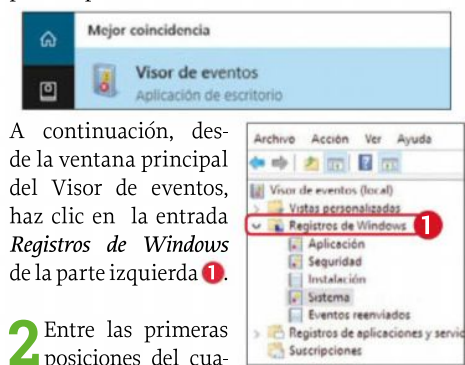 Mejor coincidencia
Visor de eventos
Aplicación de escritorio
A continuación, des-
de la ventana principal
del Visor de eventos,
haz clic en la entrada
Registros de Windows
de la parte izquierda 1.
2 Entre las primeras
posiciones del cua-
Archivo Acción Ver Ayuda
Visor de eventos (local)
Vistas personalizadas
Registros de Windows 1
Aplicación
Seguridad
Instalación
Sistema
Eventos reenviados
Registros de aplicaciones y servic
Suscripciones